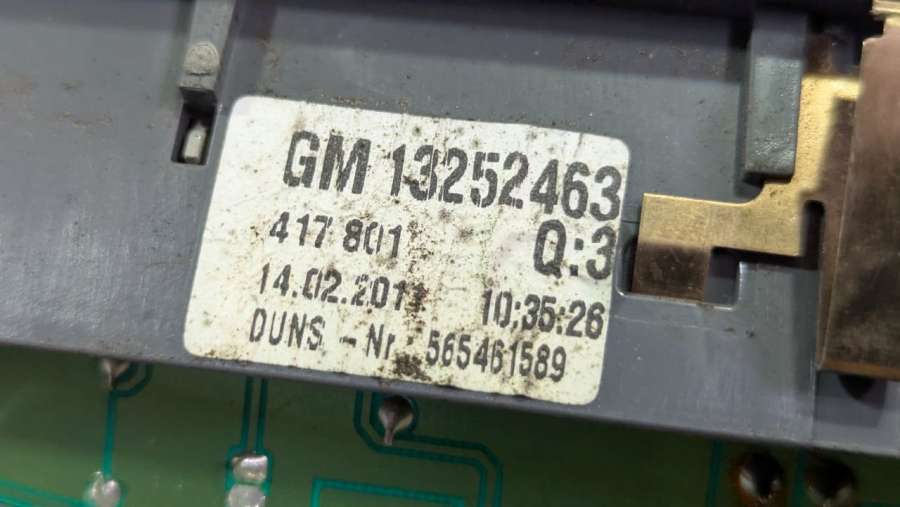 GM 13252463
417 801 Q:3
14.02.2011 10:35:26
DUNS - Nr.: 565461589